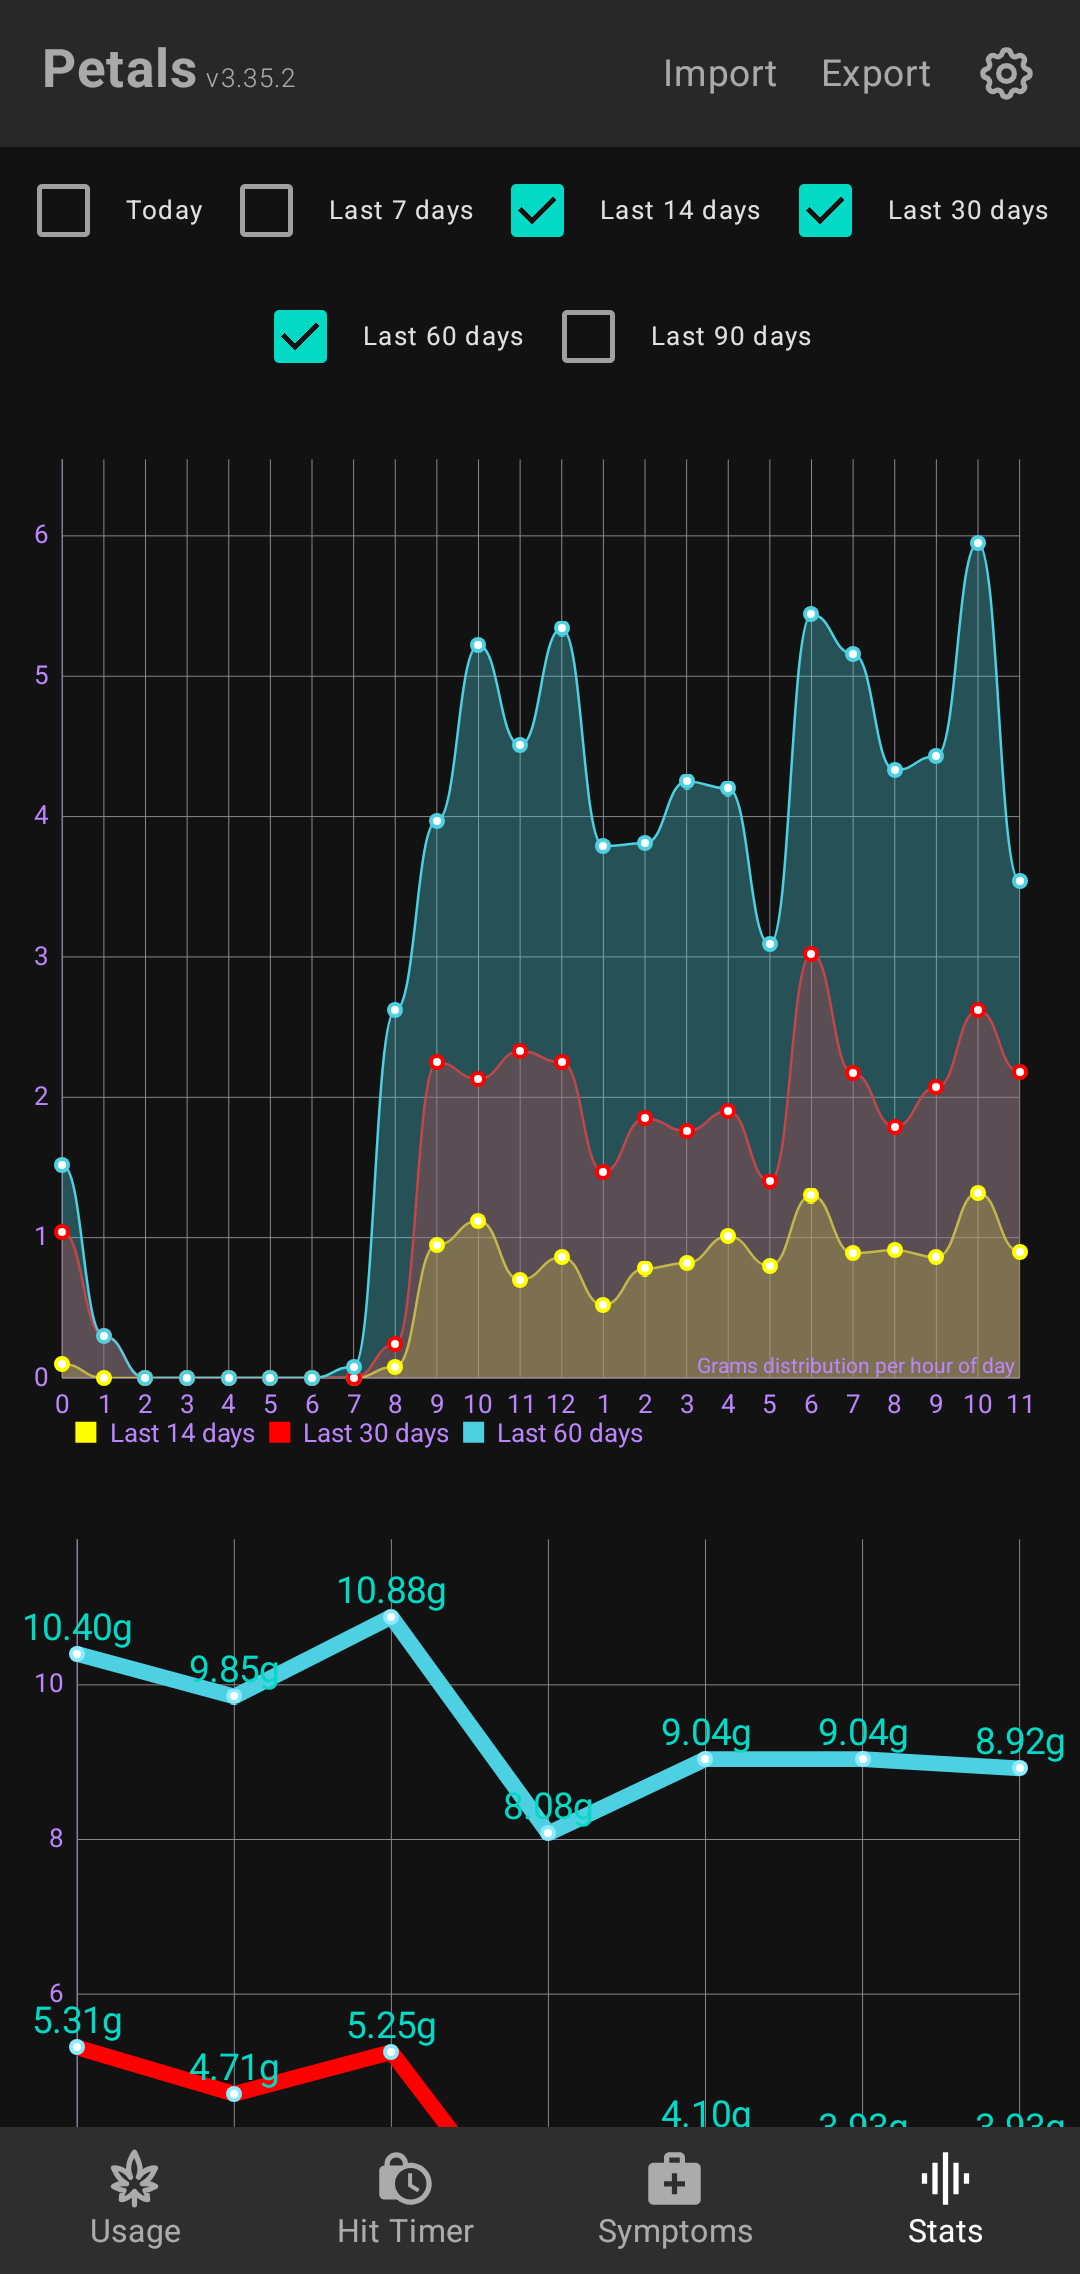 Petals v3.35.2 Import Export
Today Last 7 days Last 14 days Last 30 days
Last 60 days Last 90 days
6
5
4
3
2
1
0
Grams distribution per hour of day
0 1 2 3 4 5 6 7 8 9 10 11 12 1 2 3 4 5 6 7 8 9 10 11
Last 14 days Last 30 days Last 60 days
10.88g
10.40g
9.85g
10
9.04g 9.04g 8.92g
8.08g
8
6
5.31g 5.25g
4.71g
4.10g 3.93g 3.93g
Usage Hit Timer Symptoms Stats